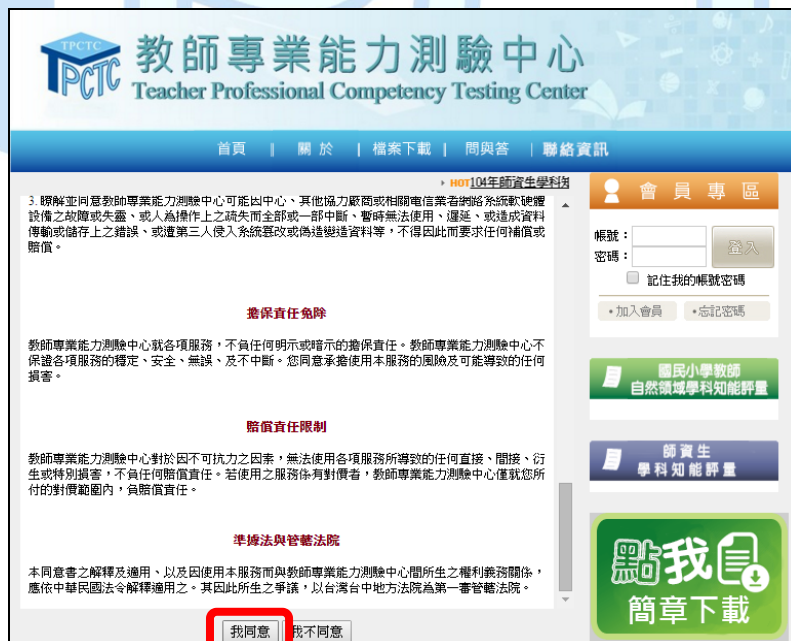 TPCTC
TPCTC
教師專業能力測驗中心
Teacher Professional Competency Testing Center
首頁 | 關於 | 檔案下載 | 問與答 | 聯絡資訊
HOT 104年師資生學科知
3. 瞭解並同意教師專業能力測驗中心可能因中心、其他協力廠商或相關電信業者網絡系統軟硬體
設備之故障或失靈、或人為操作上之疏失而全部或一部中斷、暫時無法使用、遲延、或造成資料
傳輸或儲存上之錯誤、或遭第三人侵入系統篡改或偽造變造資料等，不得因此而要求任何補償或
賠償。
擔保責任免除
教師專業能力測驗中心就各項服務，不負任何明示或暗示的擔保責任。教師專業能力測驗中心不
保證各項服務的穩定、安全、無誤、及不中斷。您同意承擔使用本服務的風險及可能導致的任何
損害。
賠償責任限制
教師專業能力測驗中心對於因不可抗力之因素，無法使用各項服務所導致的任何直接、間接、衍
生或特別損害，不負任何賠償責任。若使用之服務係有對價者，教師專業能力測驗中心僅就您所
付的對價範圍內，負賠償責任。
準據法與管轄法院
本同意書之解釋及適用、以及因使用本服務而與教師專業能力測驗中心間所生之權利義務關係，
應依中華民國法令解釋適用之。其因此所生之爭議，以台灣台中地方法院為第一審管轄法院。
我同意 我不同意
會員專區
帳號：
密碼：
登入
記住我的帳號密碼
•加入會員 •忘記密碼
國民小學教師
自然領域學科知能評量
師資生
學科知能評量
點我
簡章下載